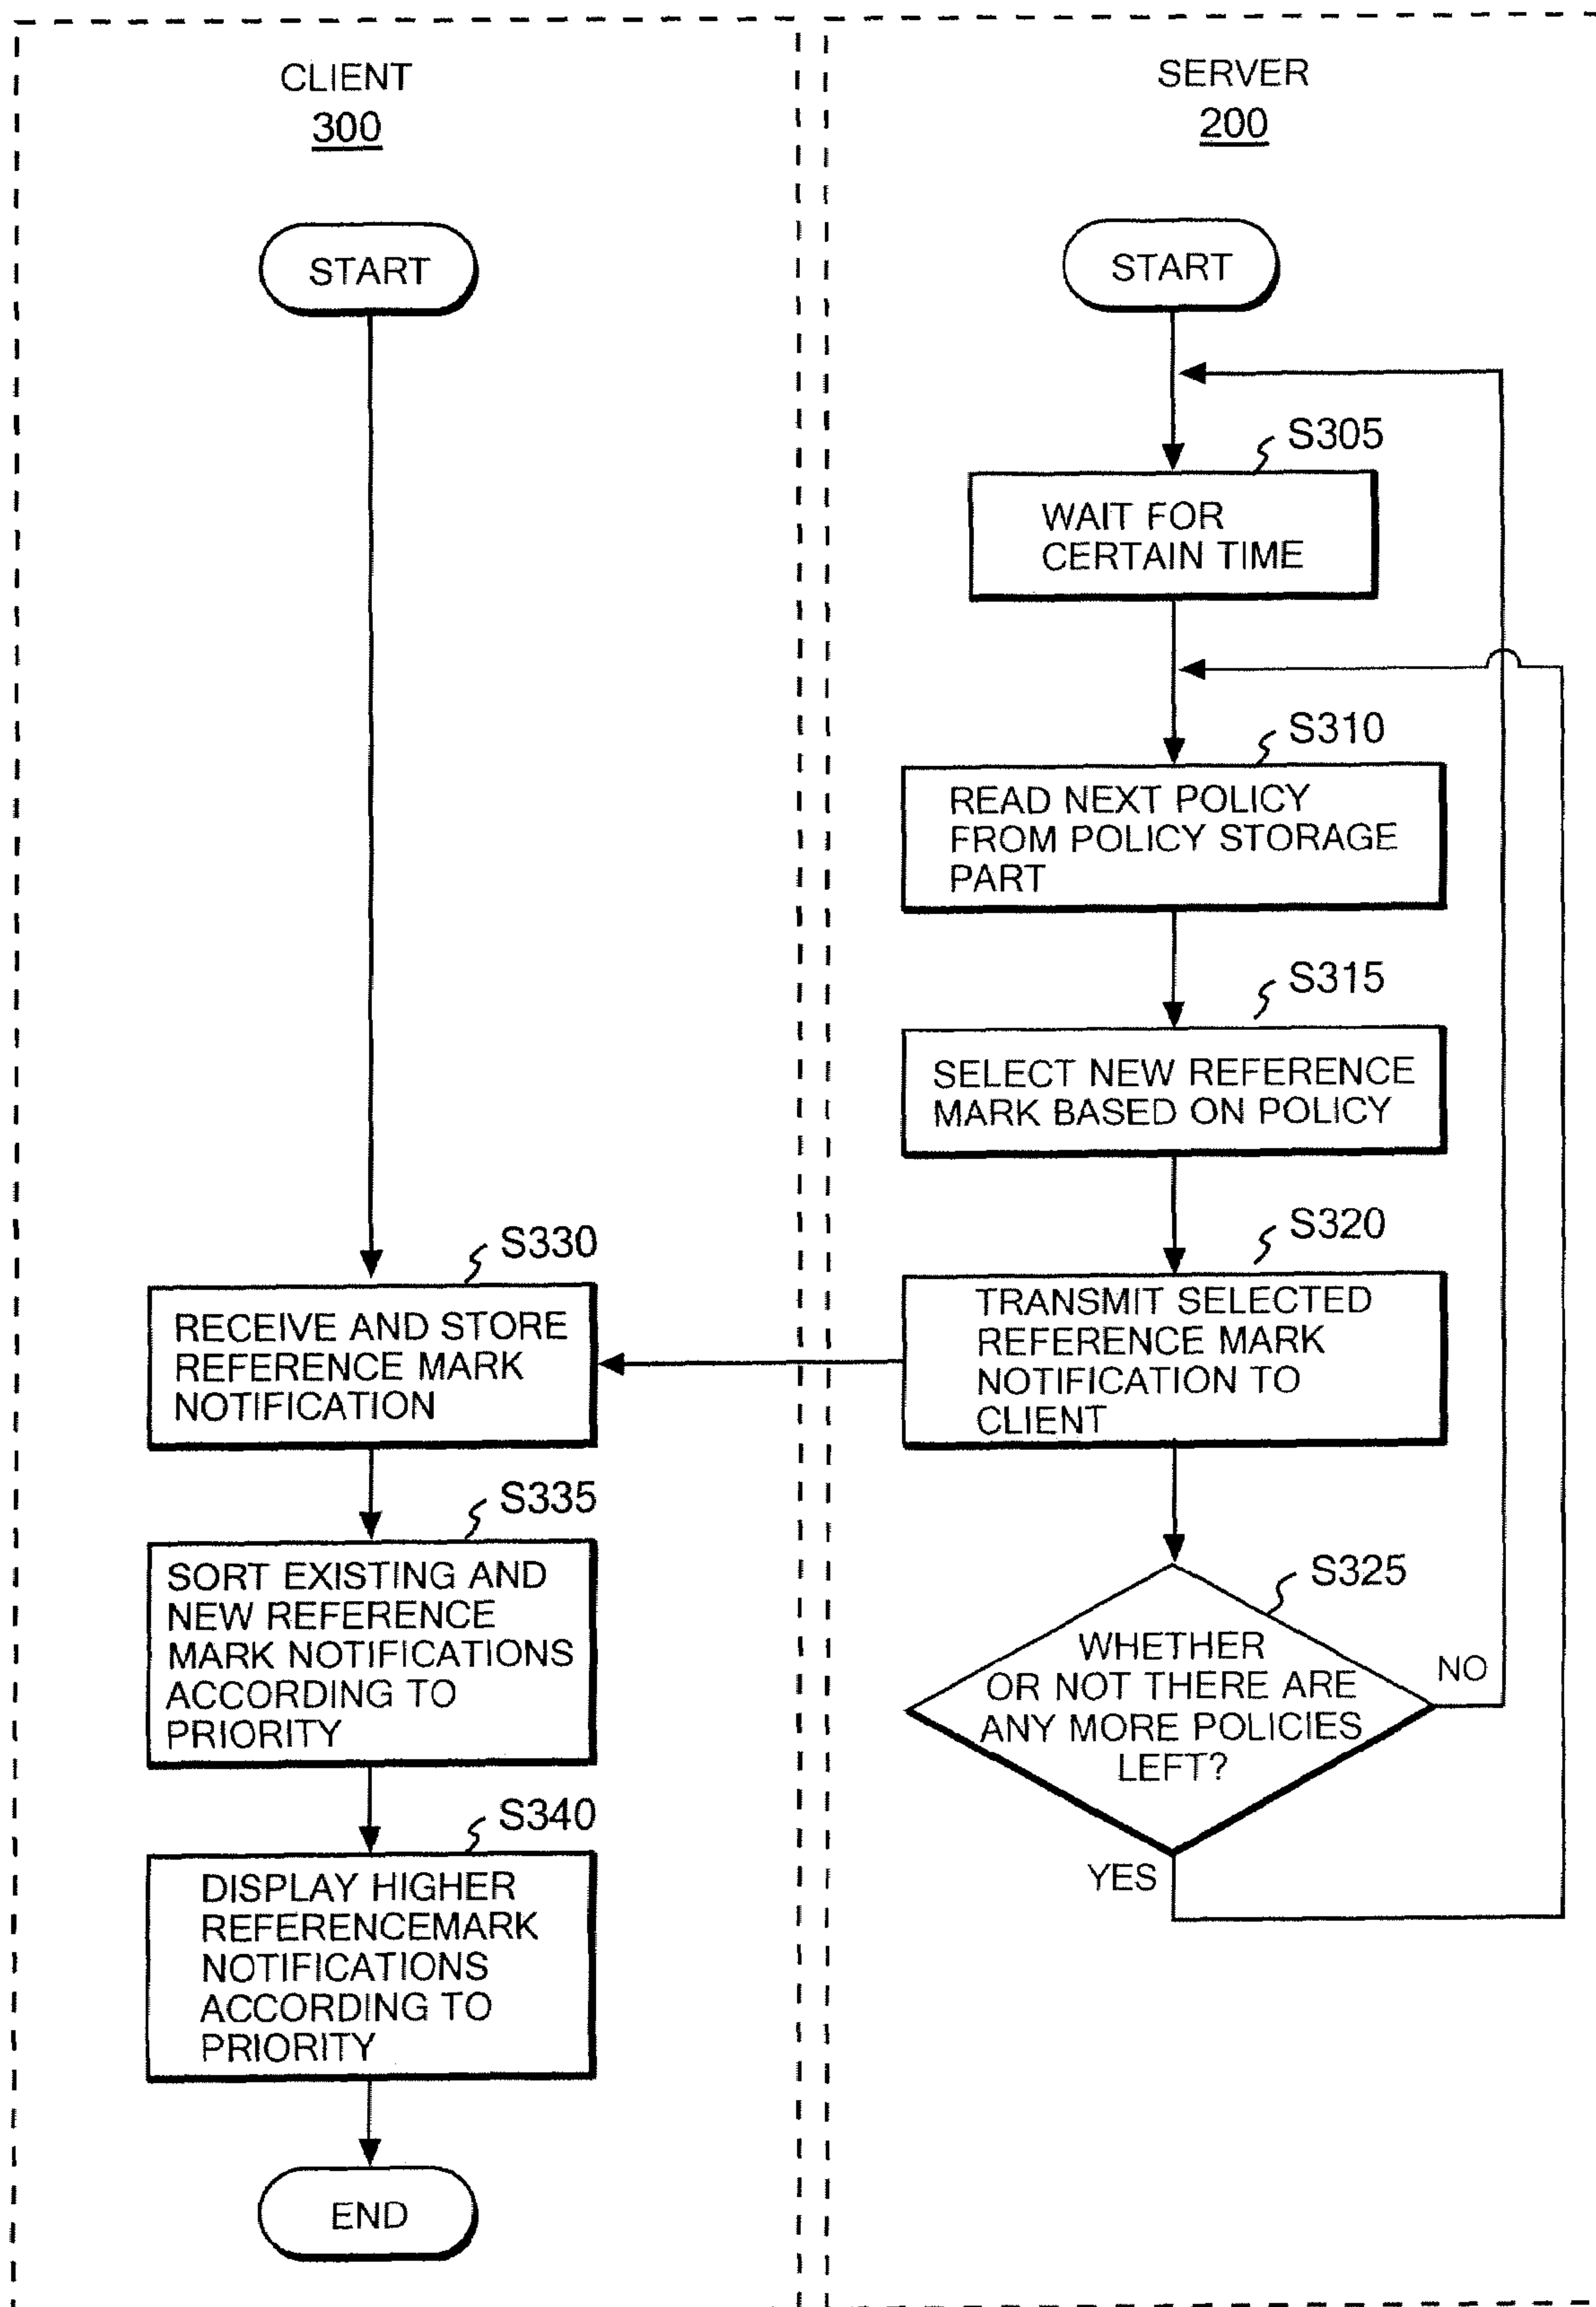 CLIENT
300
START
S330
RECEIVE AND STORE
REFERENCE MARK
NOTIFICATION
S335
SORT EXISTING AND
NEW REFERENCE
MARK NOTIFICATIONS
ACCORDING TO
PRIORITY
S340
DISPLAY HIGHER
REFERENCEMARK
NOTIFICATIONS
ACCORDING TO
PRIORITY
END
SERVER
200
START
S305
WAIT FOR
CERTAIN TIME
S310
READ NEXT POLICY
FROM POLICY STORAGE
PART
S315
SELECT NEW REFERENCE
MARK BASED ON POLICY
S320
TRANSMIT SELECTED
REFERENCE MARK
NOTIFICATION TO
CLIENT
S325
WHETHER
OR NOT THERE ARE
ANY MORE POLICIES
LEFT?
NO
YES